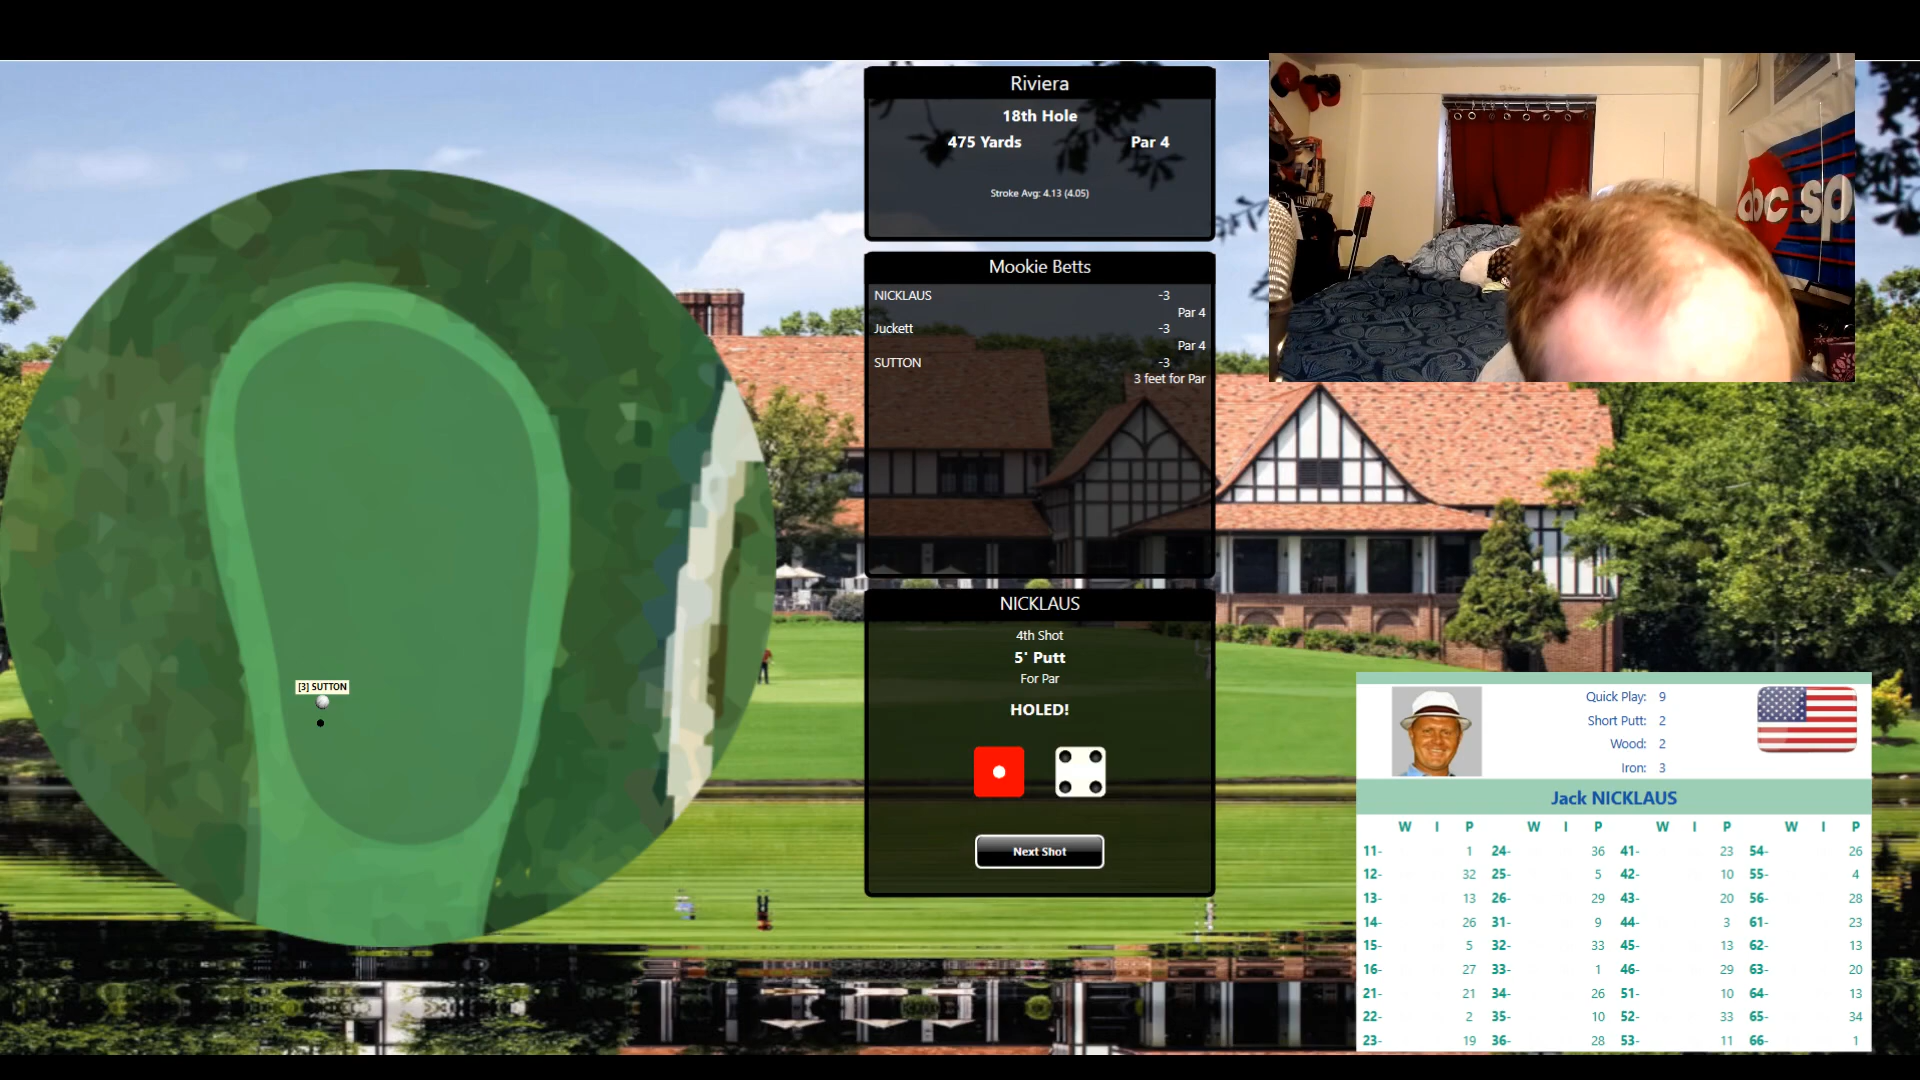 Riviera
18th Hole
475 Yards Par 4
Stroke Avg: 4.13 (4.05)
Mookie Betts
NICKLAUS -3
Par 4
Juckett -3
Par 4
SUTTON -3
3 feet for Par
NICKLAUS
4th Shot
5' Putt
For Par
HOLED!
Next Shot
[3] SUTTON
abc sp
Quick Play: 9
Short Putt: 2
Wood: 2
Iron: 3
Jack NICKLAUS
W I P W I P W I P W I P
11- 1 24- 36 41- 23 54- 26
12- 32 25- 5 42- 10 55- 4
13- 13 26- 29 43- 20 56- 28
14- 26 31- 9 44- 3 61- 23
15- 5 32- 33 45- 13 62- 13
16- 27 33- 1 46- 29 63- 20
21- 21 34- 26 51- 10 64- 13
22- 2 35- 10 52- 33 65- 34
23- 19 36- 28 53- 11 66- 1